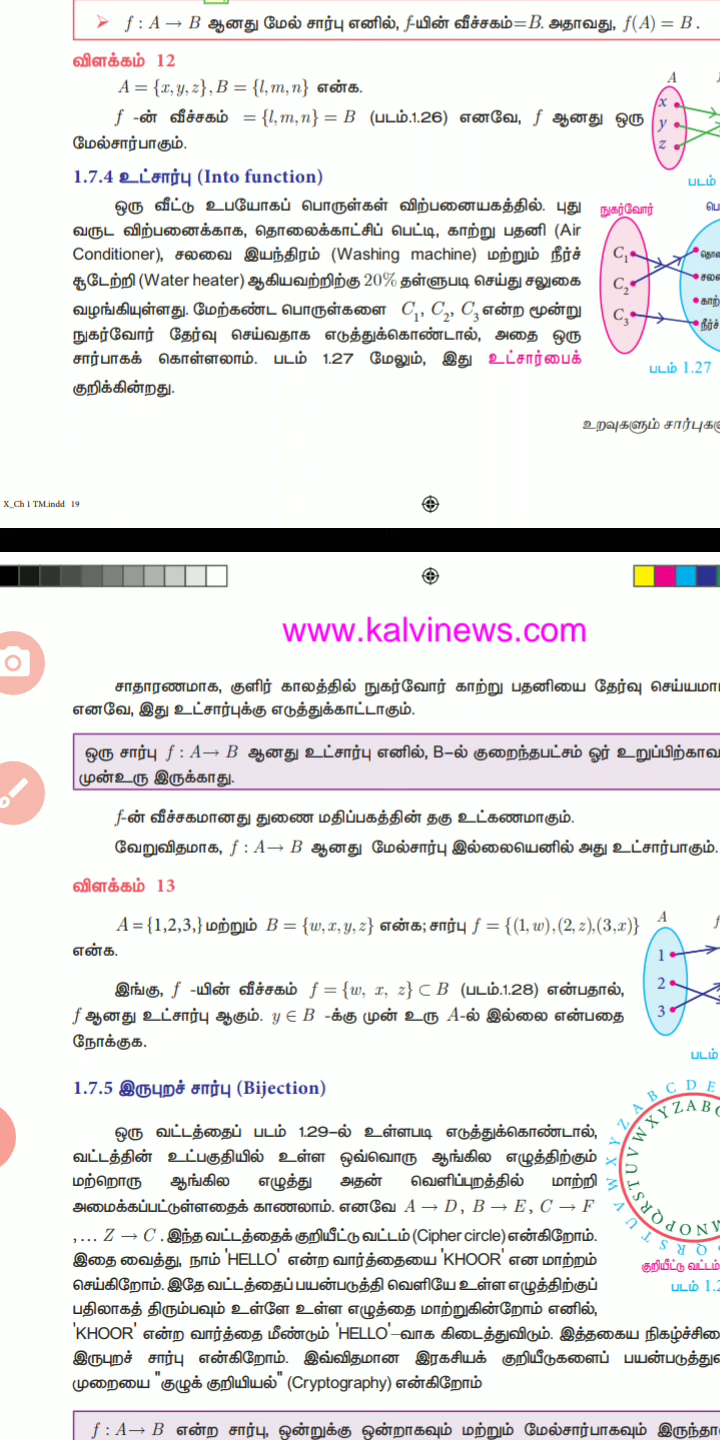 ➢ f : A → B ஆனது மேல் சார்பு எனில், f-யின் வீச்சகம்=B. அதாவது, f(A) = B .
விளக்கம் 12
A = {x,y,z}, B = {l,m,n} என்க.
f -ன் வீச்சகம் = {l,m,n} = B (படம்.1.26) எனவே, f ஆனது ஒரு
மேல்சார்பாகும்.
A
x
y
z
படம்
1.7.4 உட்சார்பு (Into function)
ஒரு வீட்டு உபயோகப் பொருள்கள் விற்பனையகத்தில். புது
வருட விற்பனைக்காக, தொலைக்காட்சிப் பெட்டி, காற்று பதனி (Air
Conditioner), சலவை இயந்திரம் (Washing machine) மற்றும் நீர்ச்
சூடேற்றி (Water heater) ஆகியவற்றிற்கு 20% தள்ளுபடி செய்து சலுகை
வழங்கியுள்ளது. மேற்கண்ட பொருள்களை C₁, C₂, C₃ என்ற மூன்று
நுகர்வோர் தேர்வு செய்வதாக எடுத்துக்கொண்டால், அதை ஒரு
சார்பாகக் கொள்ளலாம். படம் 1.27 மேலும், இது உட்சார்பைக்
குறிக்கின்றது.
நுகர்வோர்
C₁
C₂
C₃
படம் 1.27
X_Ch 1 TM.indd 19
www.kalvinews.com
சாதாரணமாக, குளிர் காலத்தில் நுகர்வோர் காற்று பதனியை தேர்வு
எனவே, இது உட்சார்புக்கு எடுத்துக்காட்டாகும்.
ஒரு சார்பு f : A → B ஆனது உட்சார்பு எனில், B–ல் குறைந்தபட்சம் ஓர்
முன்உரு இருக்காது.
f-ன் வீச்சகமானது துணை மதிப்பகத்தின் தகு உட்கணமாகும்.
வேறுவிதமாக, f : A → B ஆனது மேல்சார்பு இல்லையெனில் அது உட்சார்பாகும்.
விளக்கம் 13
A = {1,2,3,} மற்றும் B = {w,x,y,z} என்க; சார்பு f = {(1,w),(2,z),(3,x)}
என்க.
இங்கு, f -யின் வீச்சகம் f = {w, x, z} ⊂ B (படம்.1.28) என்பதால்,
f ஆனது உட்சார்பு ஆகும். y ∈ B -க்கு முன் உரு A-ல் இல்லை என்பதை
நோக்குக.
A f
1
2
3
படம்
1.7.5 இருபுறச் சார்பு (Bijection)
ஒரு வட்டத்தைப் படம் 1.29–ல் உள்ளபடி எடுத்துக்கொண்டால்,
வட்டத்தின் உட்பகுதியில் உள்ள ஒவ்வொரு ஆங்கில எழுத்திற்கும்
மற்றொரு ஆங்கில எழுத்து அதன் வெளிப்புறத்தில் மாற்றி
அமைக்கப்பட்டுள்ளதைக் காணலாம். எனவே A → D, B → E, C → F
, … Z → C . இந்த வட்டத்தைக் குறியீட்டு வட்டம் (Cipher circle) என்கிறோம்.
இதை வைத்து, நாம் 'HELLO' என்ற வார்த்தையை 'KHOOR' என மாற்றம்
செய்கிறோம். இதே வட்டத்தைப் பயன்படுத்தி வெளியே உள்ள எழுத்திற்குப்
பதிலாகத் திரும்பவும் உள்ளே உள்ள எழுத்தை மாற்றுகின்றோம் எனில்,
'KHOOR' என்ற வார்த்தை மீண்டும் 'HELLO'–வாக கிடைத்துவிடும். இத்தகைய
இருபுறச் சார்பு என்கிறோம். இவ்விதமான இரகசியக் குறியீடுகளைப்
முறையை "குழுக் குறியியல்" (Cryptography) என்கிறோம்
குறியீட்டு வட்டம்
f : A → B என்ற சார்பு, ஒன்றுக்கு ஒன்றாகவும் மற்றும் மேல்சார்பாகவும்